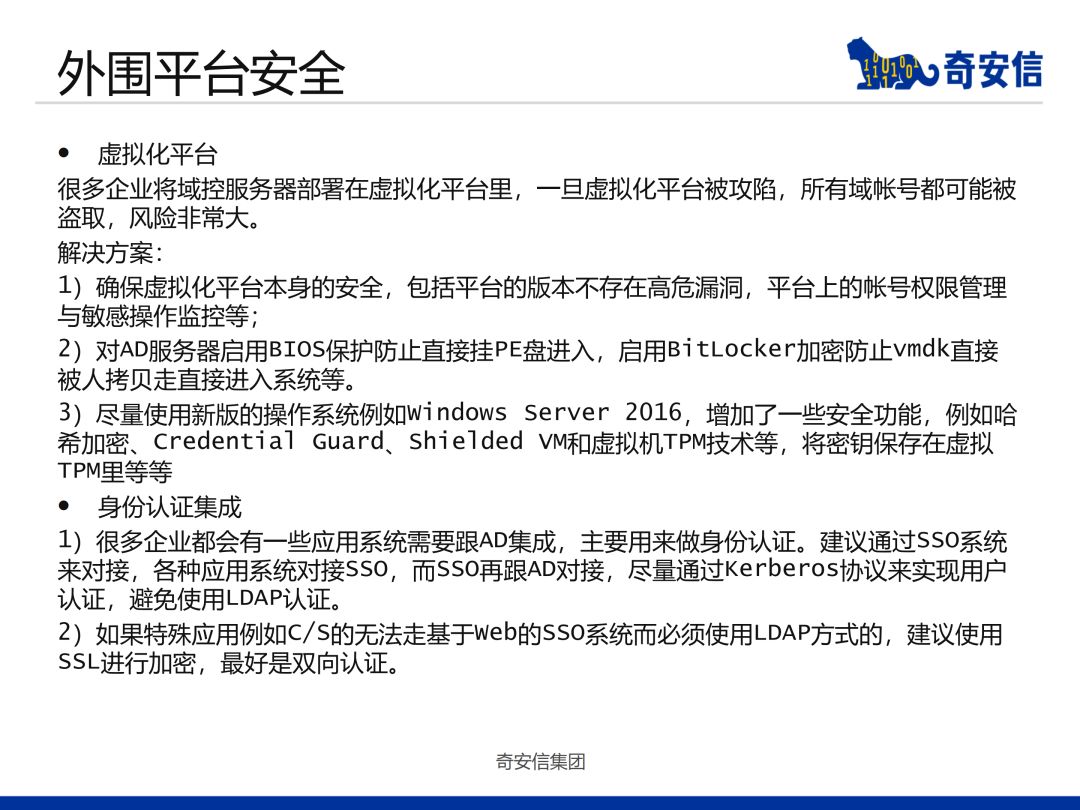 外围平台安全
奇安信
• 虚拟化平台
很多企业将域控服务器部署在虚拟化平台里，一旦虚拟化平台被攻陷，所有域帐号都可能被
盗取，风险非常大。
解决方案：
1）确保虚拟化平台本身的安全，包括平台的版本不存在高危漏洞，平台上的帐号权限管理
与敏感操作监控等；
2）对AD服务器启用BIOS保护防止直接挂PE盘进入，启用BitLocker加密防止vmdk直接
被人拷贝走直接进入系统等。
3）尽量使用新版的操作系统例如Windows Server 2016，增加了一些安全功能，例如哈
希加密、Credential Guard、Shielded VM和虚拟机TPM技术等，将密钥保存在虚拟
TPM里等等
• 身份认证集成
1）很多企业都会有一些应用系统需要跟AD集成，主要用来做身份认证。建议通过SSO系统
来对接，各种应用系统对接SSO，而SSO再跟AD对接，尽量通过Kerberos协议来实现用户
认证，避免使用LDAP认证。
2）如果特殊应用例如C/S的无法走基于Web的SSO系统而必须使用LDAP方式的，建议使用
SSL进行加密，最好是双向认证。
奇安信集团